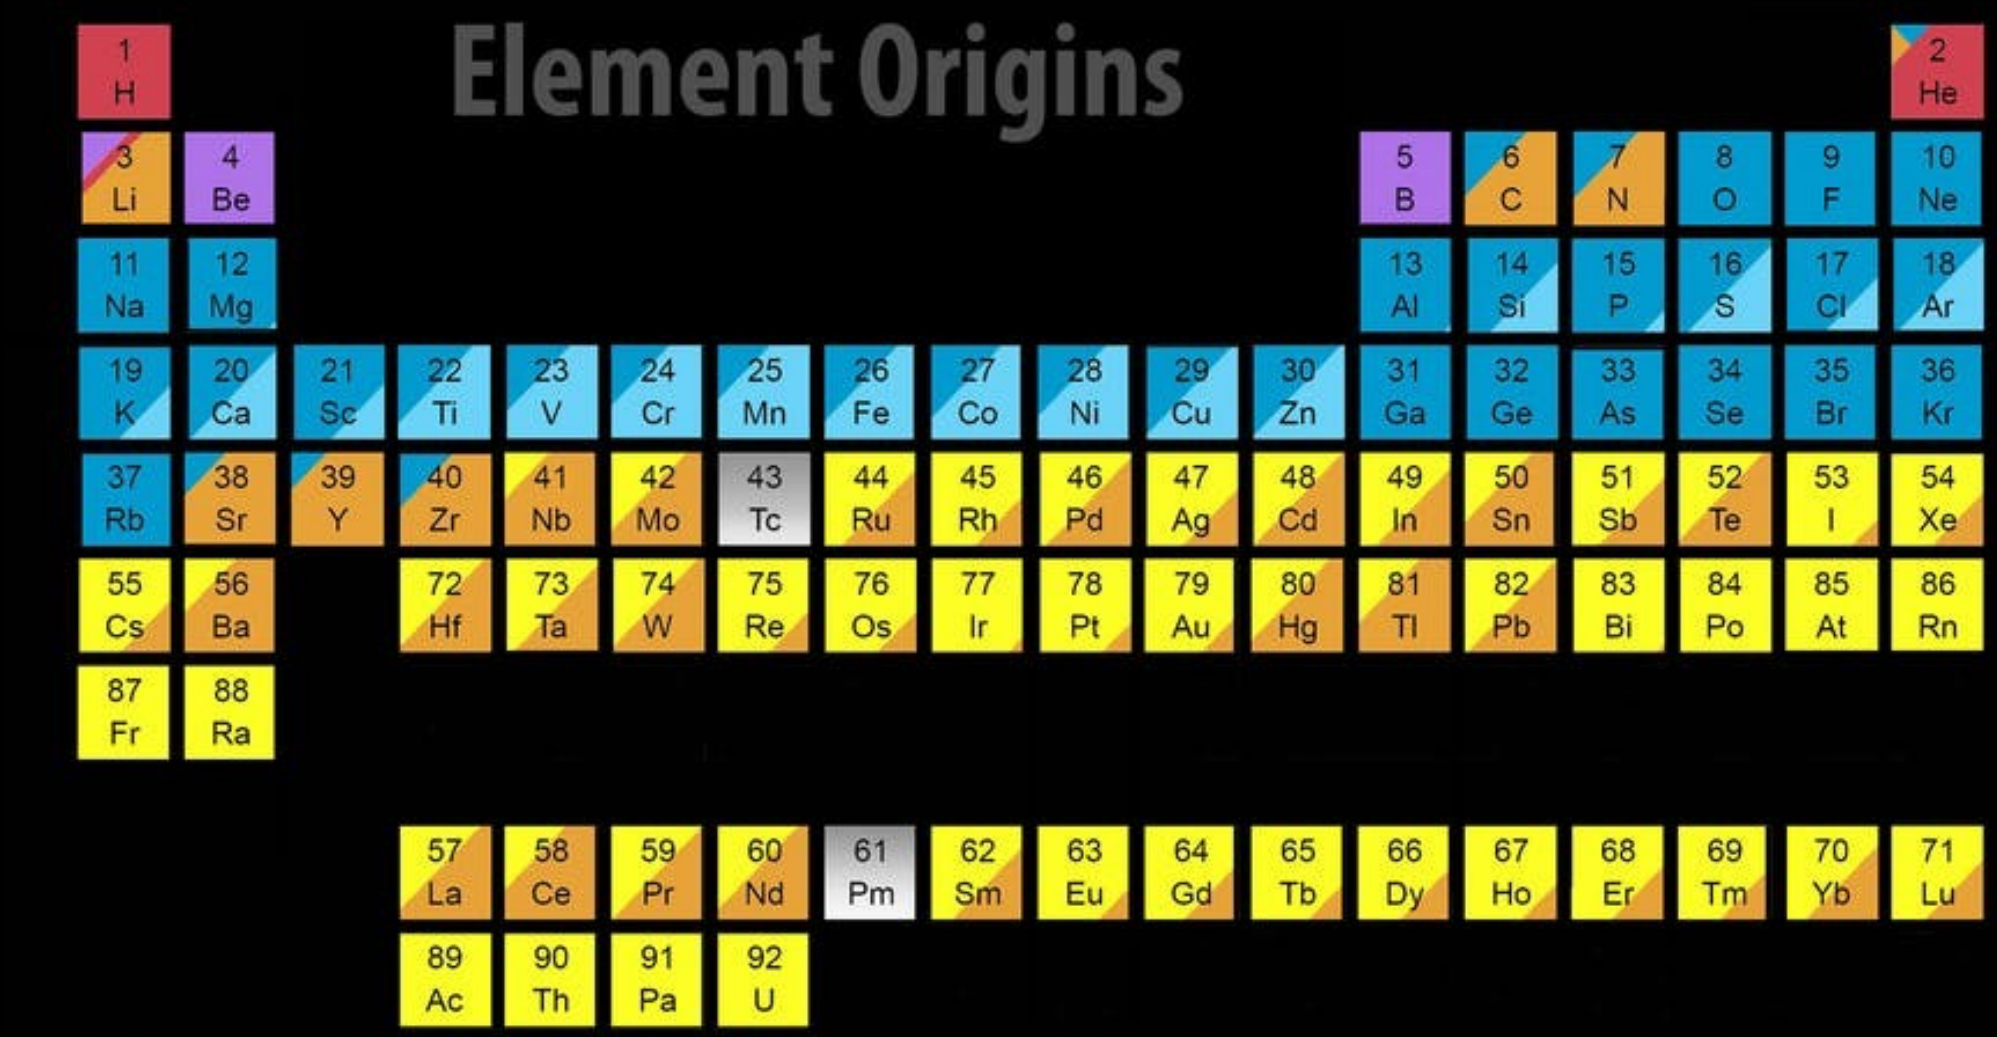 Element Origins
1 2
H He
3 4 5 6 7 8 9 10
Li Be B C N O F Ne
11 12 13 14 15 16 17 18
Na Mg Al Si P S Cl Ar
19 20 21 22 23 24 25 26 27 28 29 30 31 32 33 34 35 36
K Ca Sc Ti V Cr Mn Fe Co Ni Cu Zn Ga Ge As Se Br Kr
37 38 39 40 41 42 43 44 45 46 47 48 49 50 51 52 53 54
Rb Sr Y Zr Nb Mo Tc Ru Rh Pd Ag Cd In Sn Sb Te I Xe
55 56 72 73 74 75 76 77 78 79 80 81 82 83 84 85 86
Cs Ba Hf Ta W Re Os Ir Pt Au Hg Tl Pb Bi Po At Rn
87 88
Fr Ra
57 58 59 60 61 62 63 64 65 66 67 68 69 70 71
La Ce Pr Nd Pm Sm Eu Gd Tb Dy Ho Er Tm Yb Lu
89 90 91 92
Ac Th Pa U